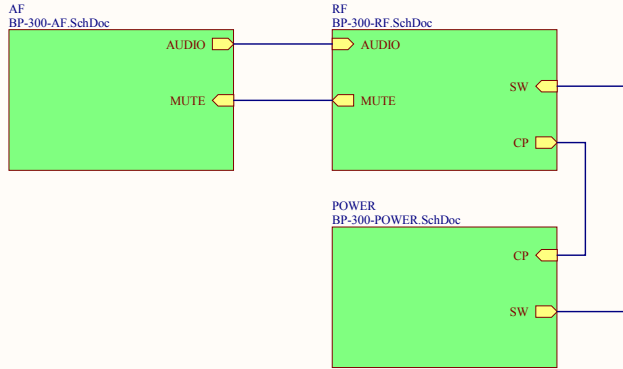 AF
BP-300-AF.SchDoc
AUDIO
MUTE
RF
BP-300-RF.SchDoc
AUDIO
MUTE
SW
CP
POWER
BP-300-POWER.SchDoc
CP
SW